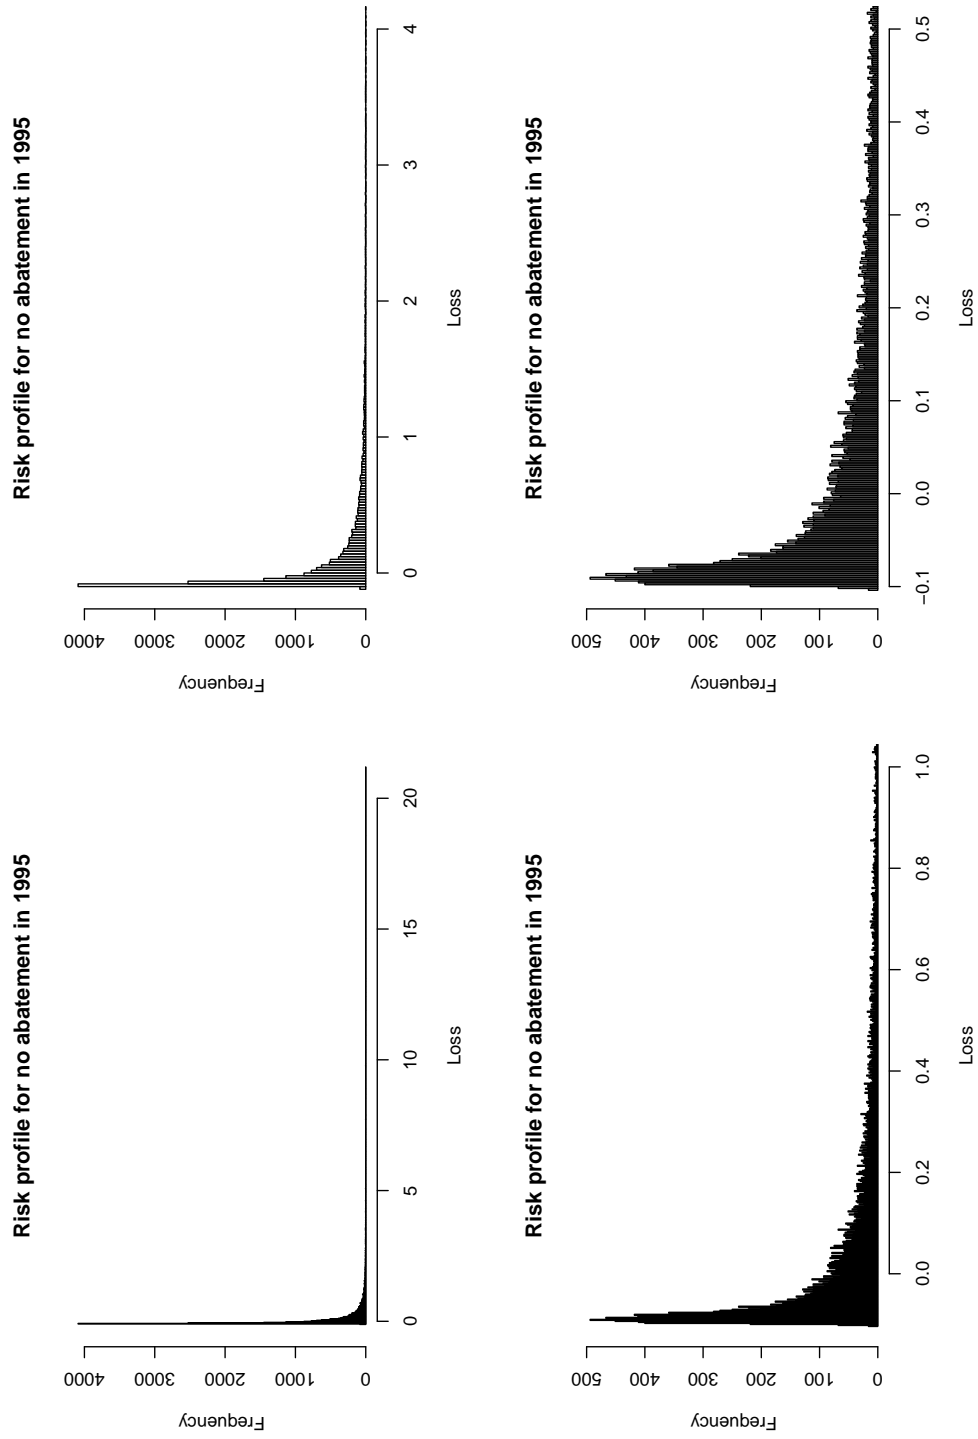 Risk profile for no abatement in 1995
Frequency
4000
3000
2000
1000
0
0 5 10 15 20
Loss
Risk profile for no abatement in 1995
Frequency
4000
3000
2000
1000
0
0 1 2 3 4
Loss
Risk profile for no abatement in 1995
Frequency
500
400
300
200
100
0
0.0 0.2 0.4 0.6 0.8 1.0
Loss
Risk profile for no abatement in 1995
Frequency
500
400
300
200
100
0
−0.1 0.0 0.1 0.2 0.3 0.4 0.5
Loss